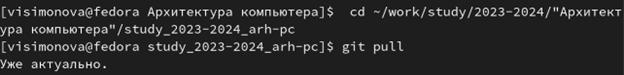 [visimonova@fedora Архитектура компьютера]$  cd ~/work/study/2023-2024/"Архитект
ура компьютера"/study_2023-2024_arh-pc
[visimonova@fedora study_2023-2024_arh-pc]$ git pull
Уже актуально.